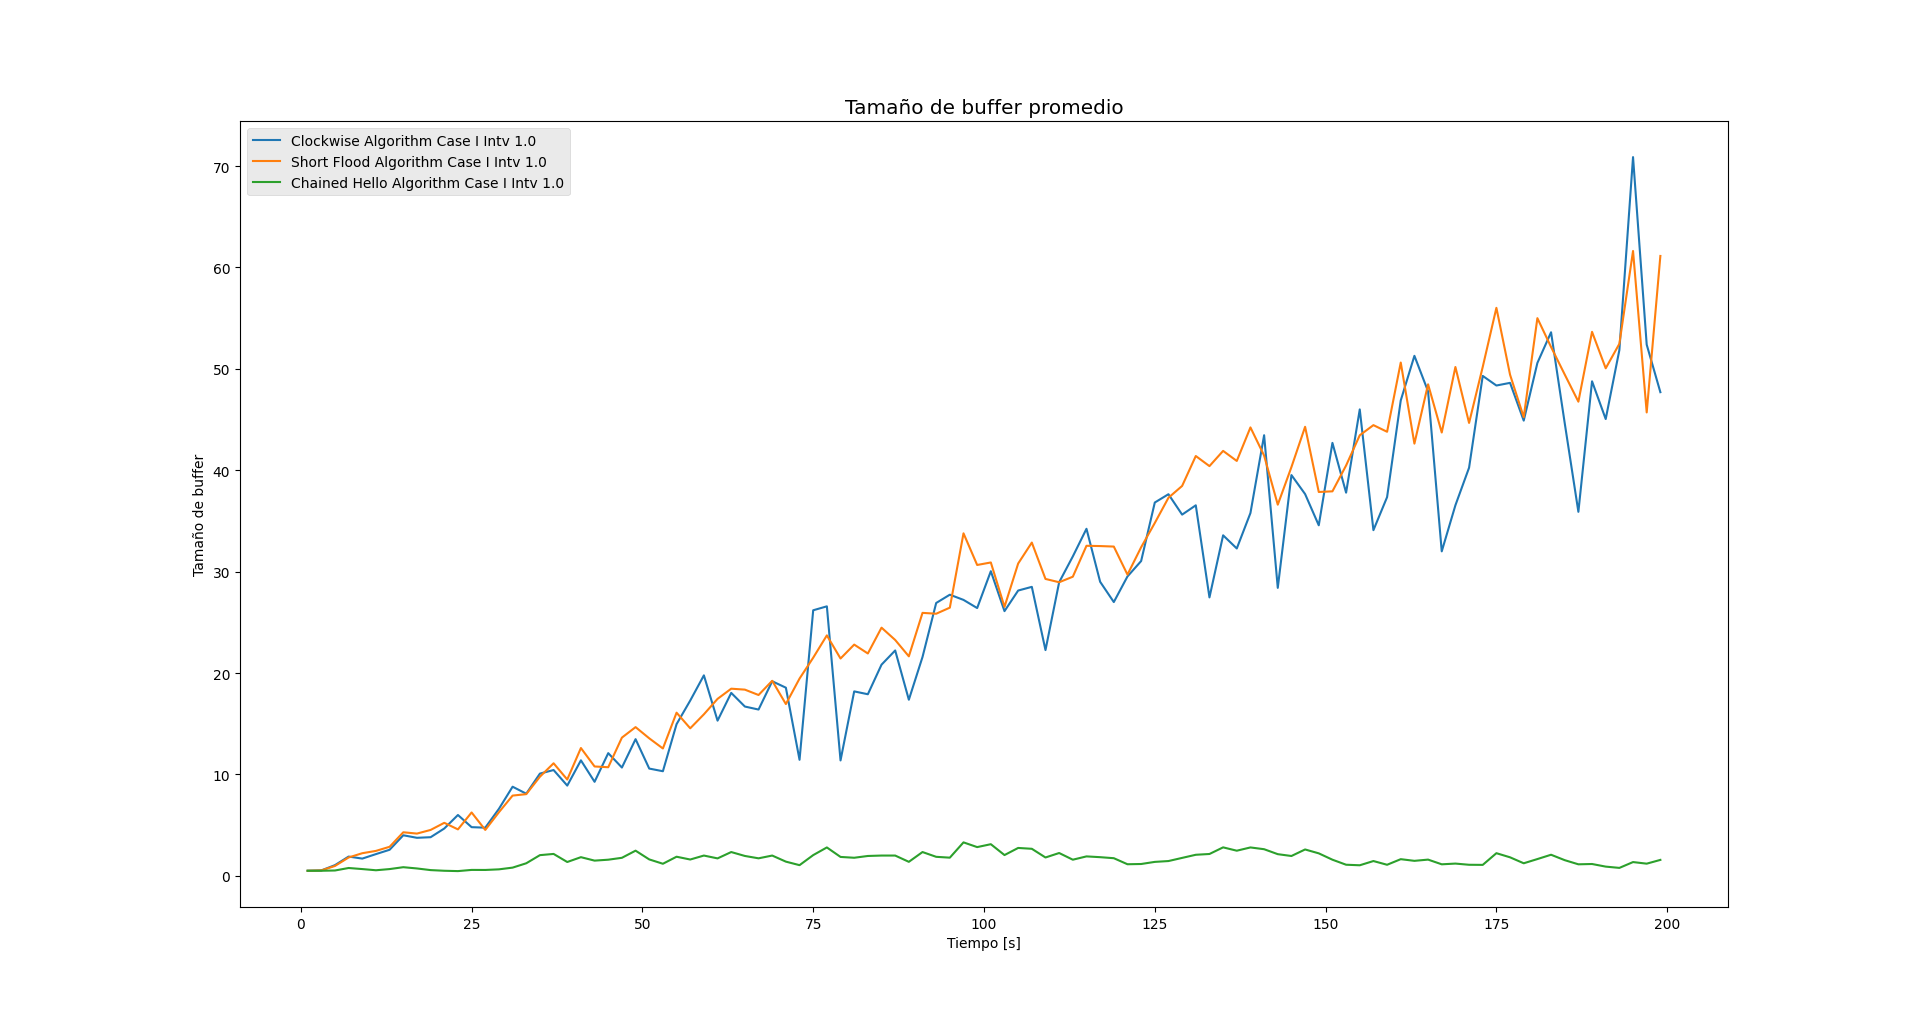 Tamaño de buffer promedio
Clockwise Algorithm Case I Intv 1.0
Short Flood Algorithm Case I Intv 1.0
Chained Hello Algorithm Case I Intv 1.0
Tamaño de buffer
70
60
50
40
30
20
10
0
0 25 50 75 100 125 150 175 200
Tiempo [s]